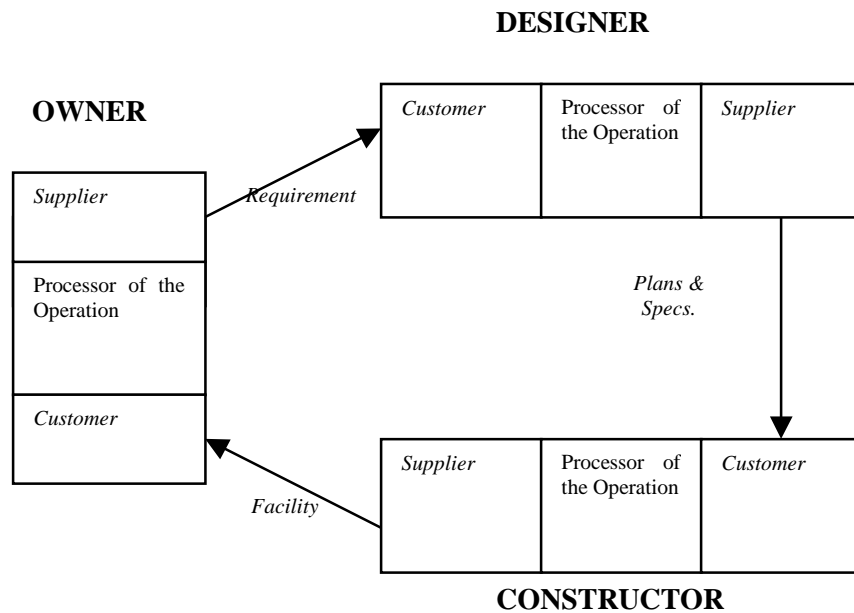 DESIGNER
OWNER
Customer
Processor of
the Operation
Supplier
Supplier
Requirement
Processor of the
Operation
Plans &
Specs.
Customer
Supplier
Processor of
the Operation
Customer
Facility
CONSTRUCTOR